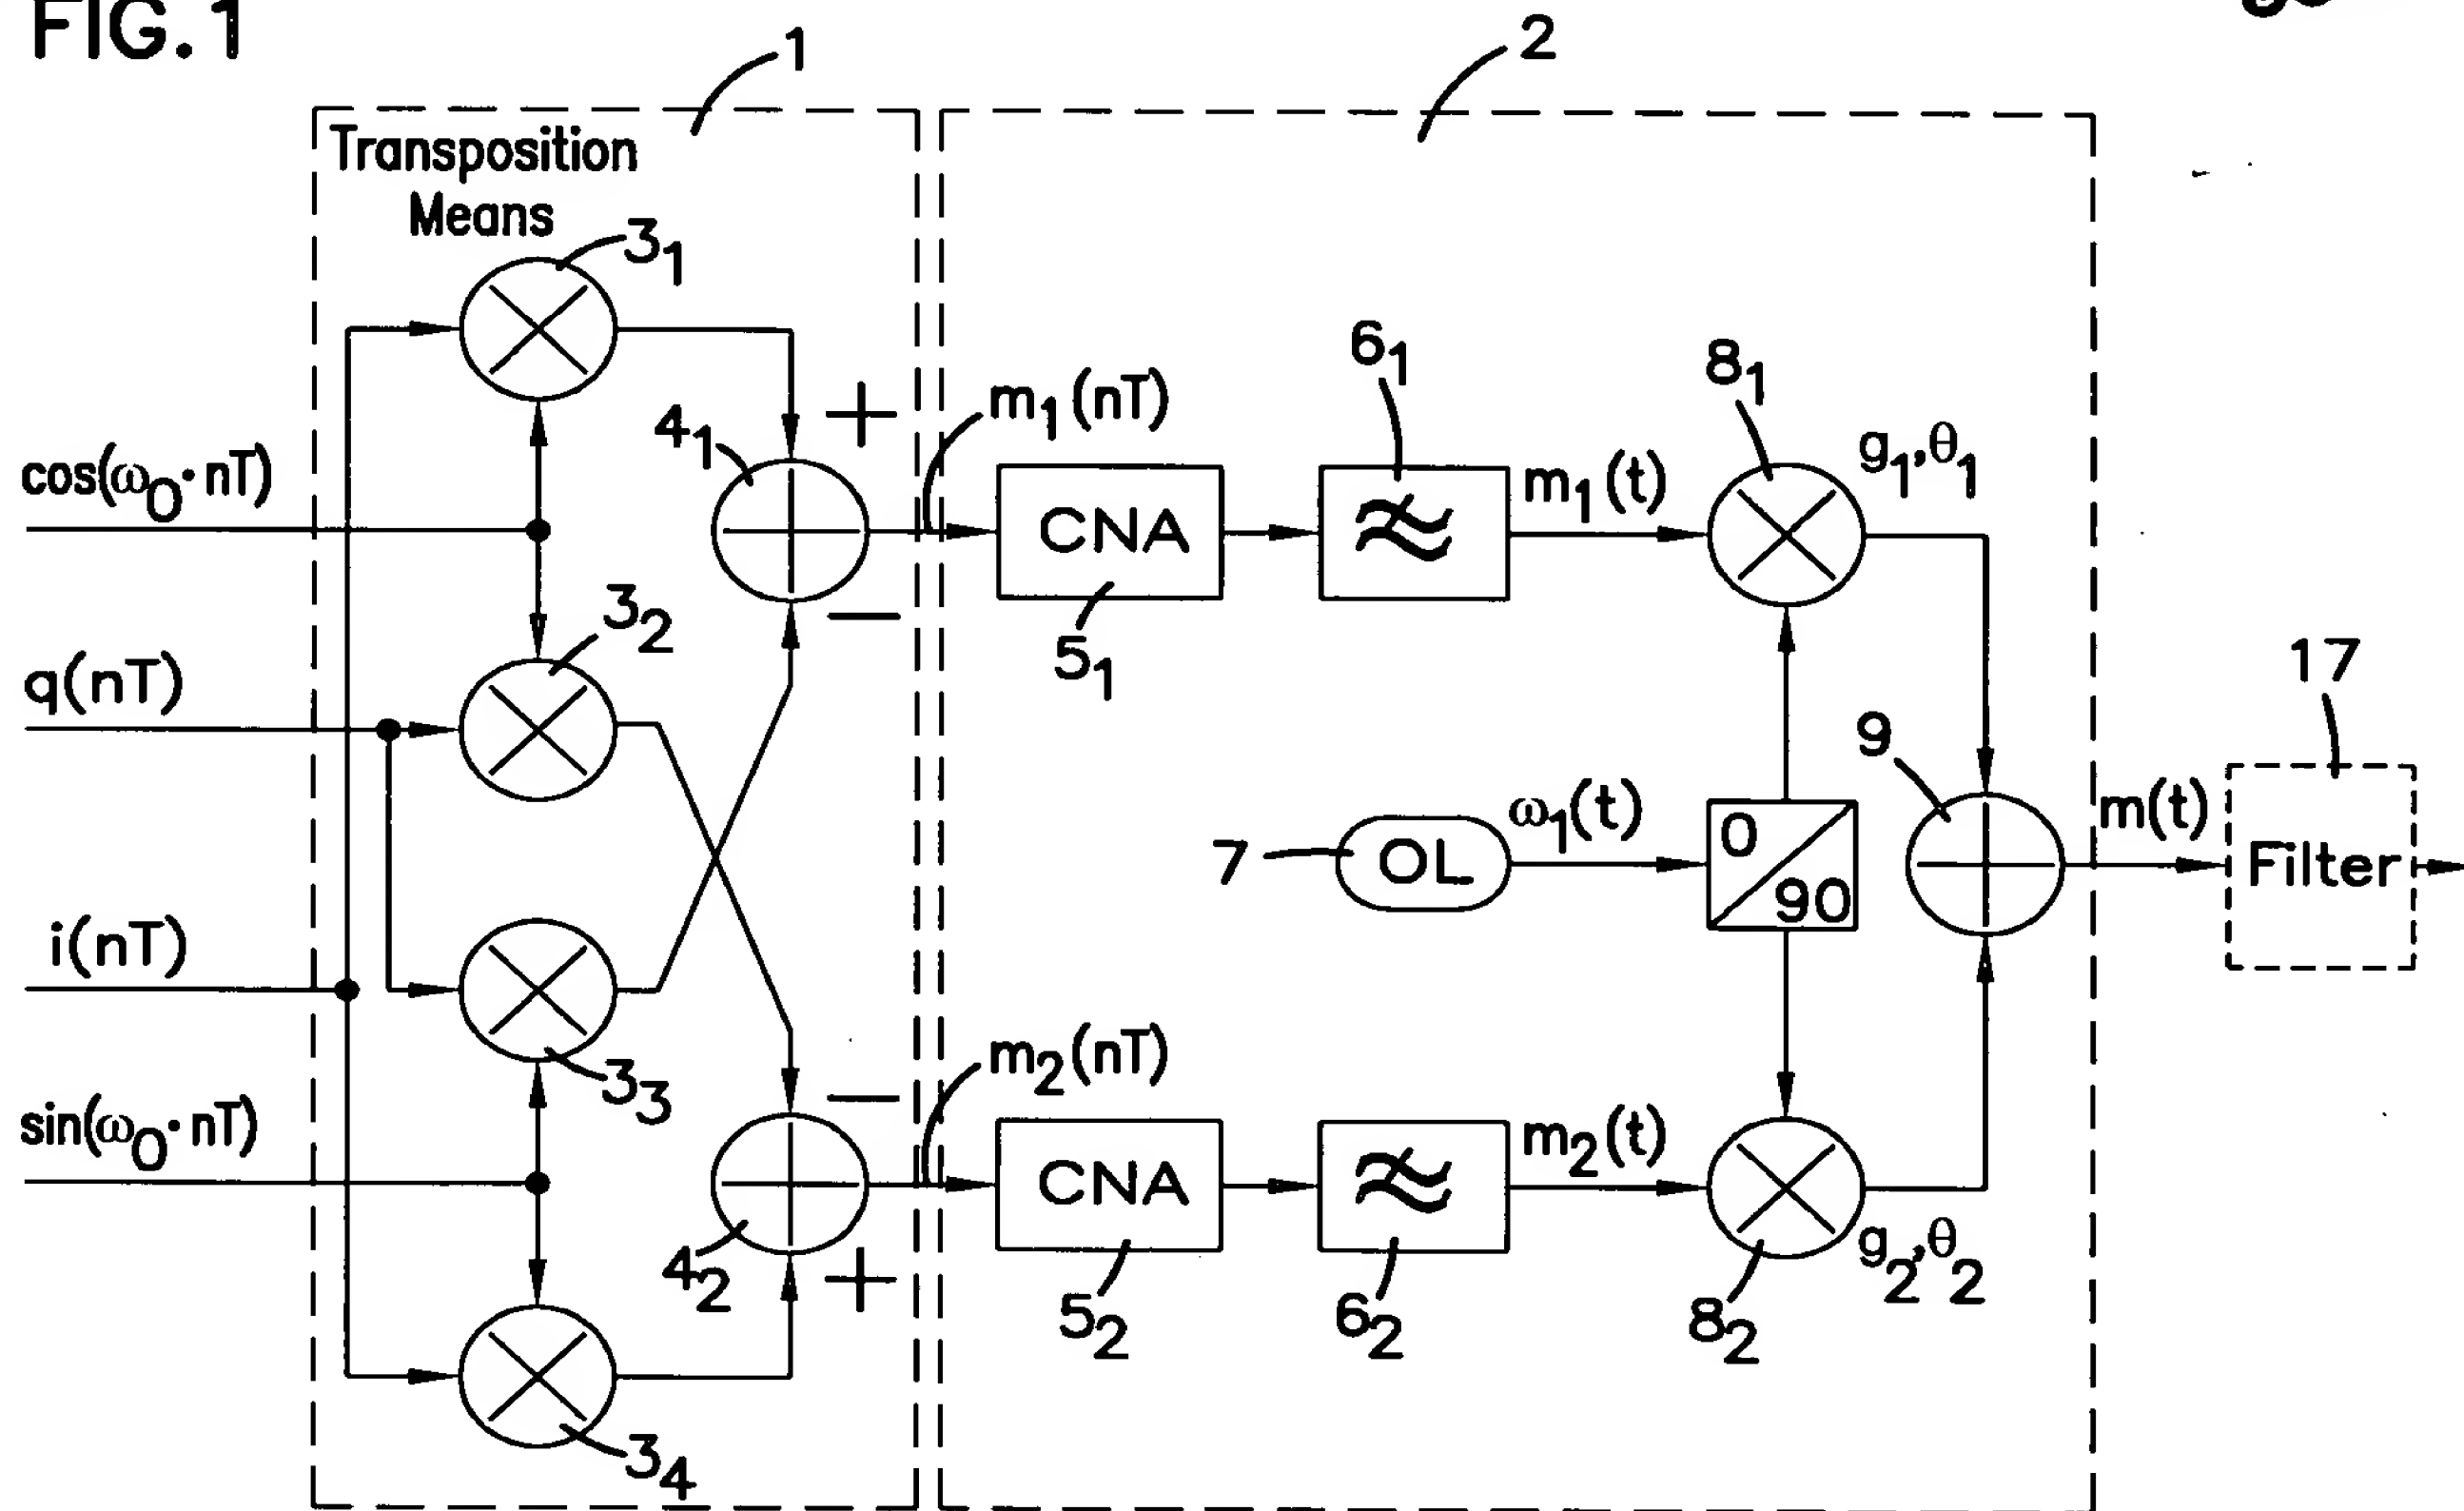 FIG.1
1
2
Transposition
Means
3₁
6₁
8₁
4₁
+
m₁(nT)
m₁(t)
g₁,θ₁
cos(ω₀·nT)
CNA
5₁
−
3₂
q(nT)
17
9
ω₁(t)
m(t)
7
OL
0
90
Filter
i(nT)
3₃
m₂(nT)
−
sin(ω₀·nT)
CNA
m₂(t)
4₂
+
5₂
6₂
8₂
g₂,θ₂
3₄